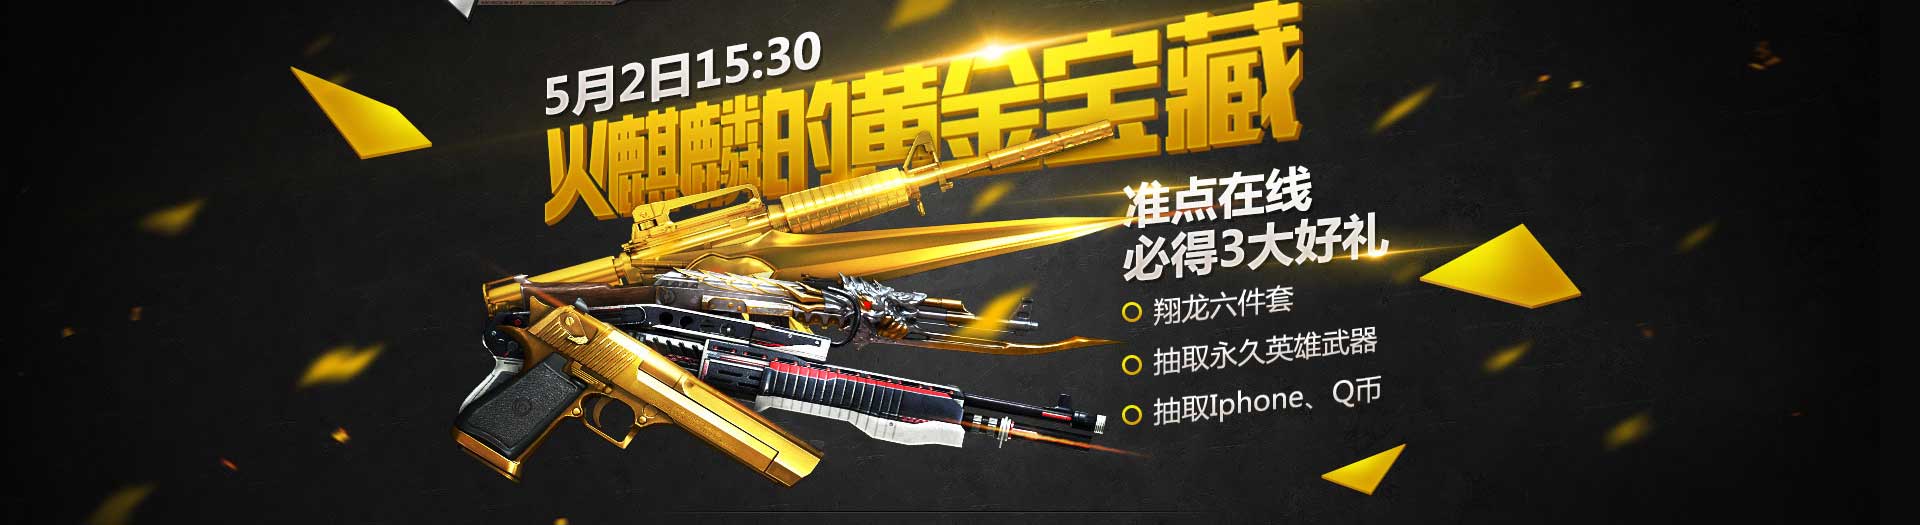 5月2日15:30
火麒麟的黄金宝藏
准点在线
必得3大好礼
翔龙六件套
抽取永久英雄武器
抽取Iphone、Q币